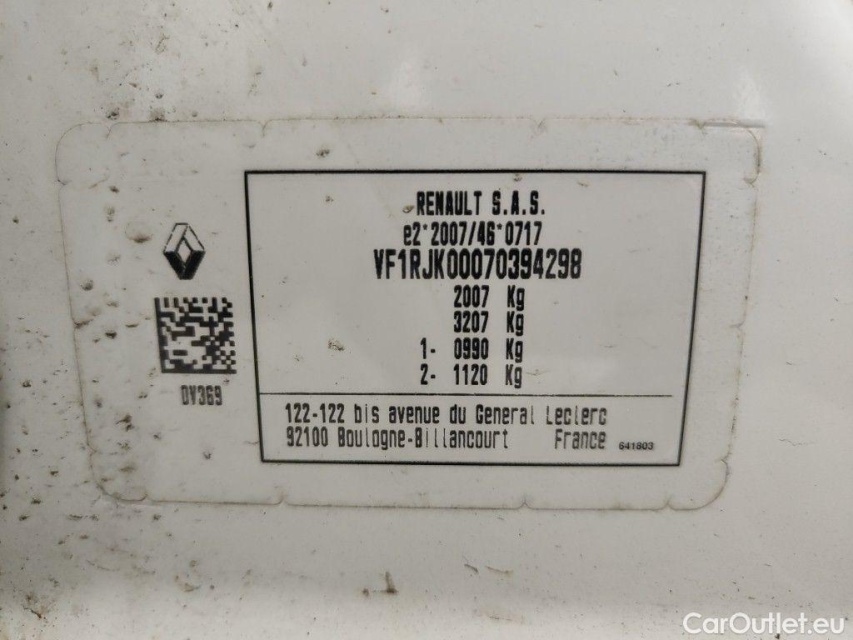 RENAULT S.A.S.
e2*2007/46*0717
VF1RJK00070394298
2007 Kg
3207 Kg
1- 0990 Kg
2- 1120 Kg
DV369
122-122 bis avenue du General Leclerc
92100 Boulogne-Billancourt France 641803
CarOutlet.eu